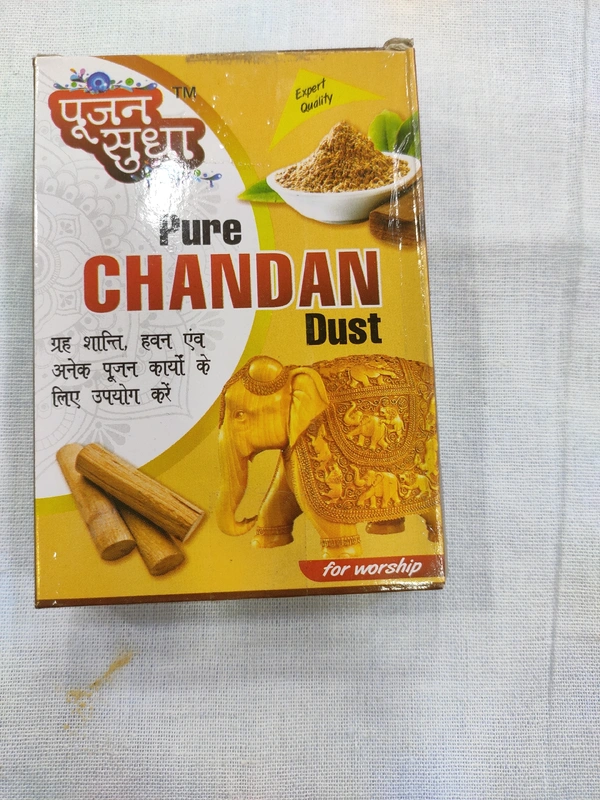 पूजन
सुधा
TM
Expert
Quality
Pure
CHANDAN
Dust
ग्रह शान्ति, हवन एंव
अनेक पूजन कार्यो के
लिए उपयोग करें
for worship